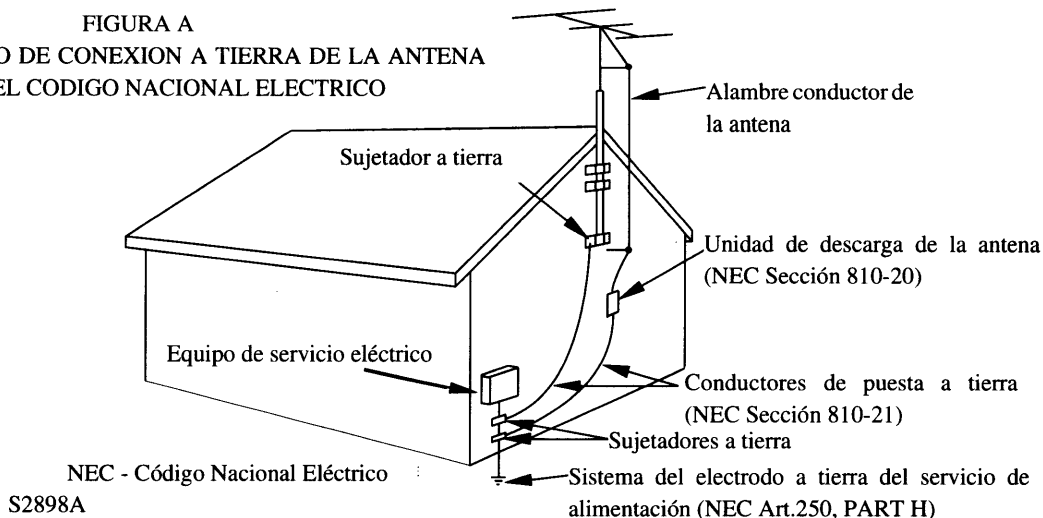 FIGURA A
O DE CONEXION A TIERRA DE LA ANTENA
EL CODIGO NACIONAL ELECTRICO
Alambre conductor de
la antena
Sujetador a tierra
Unidad de descarga de la antena
(NEC Sección 810-20)
Equipo de servicio eléctrico
Conductores de puesta a tierra
(NEC Sección 810-21)
Sujetadores a tierra
NEC - Código Nacional Eléctrico
Sistema del electrodo a tierra del servicio de
alimentación (NEC Art.250, PART H)
S2898A